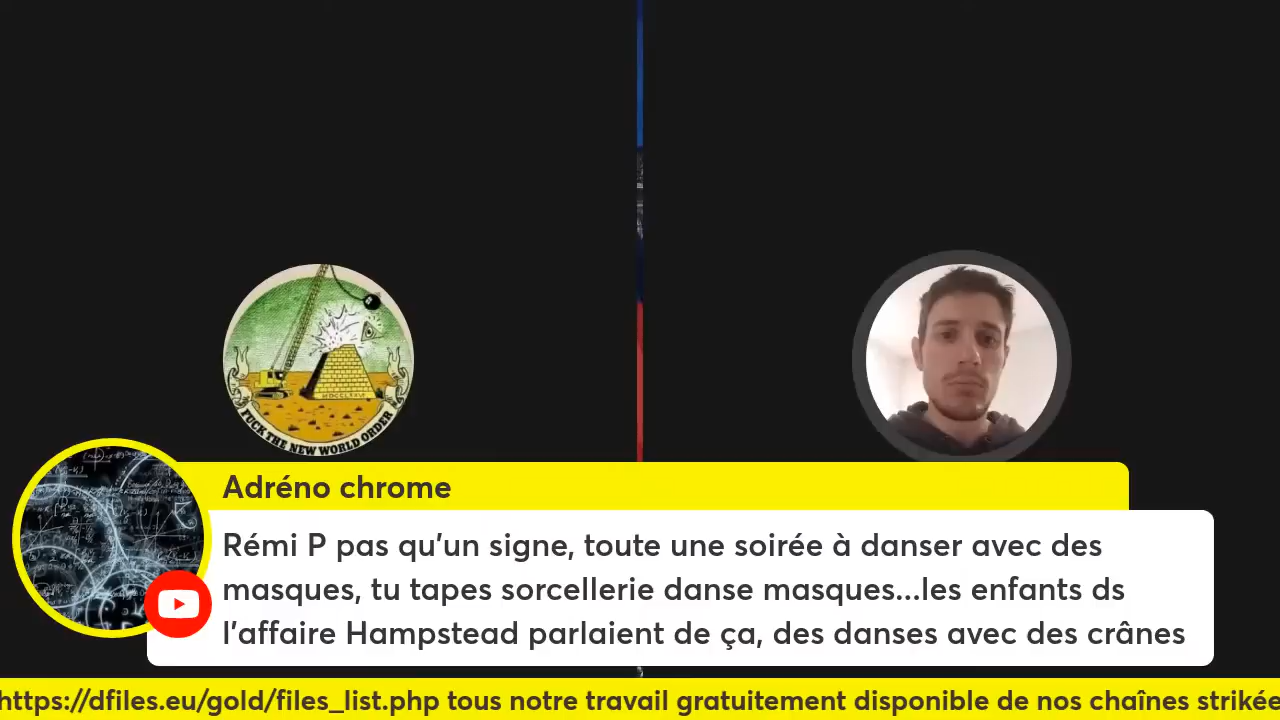 MDCCLXXVI
FUCK THE NEW WORLD ORDER
Adréno chrome
Rémi P pas qu'un signe, toute une soirée à danser avec des
masques, tu tapes sorcellerie danse masques...les enfants ds
l'affaire Hampstead parlaient de ça, des danses avec des crânes
https://dfiles.eu/gold/files_list.php tous notre travail gratuitement disponible de nos chaînes strikée